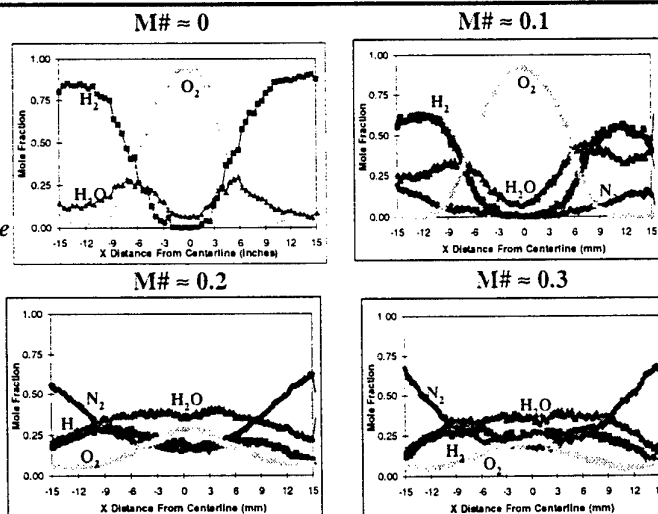 M# ≈ 0
1.00
0.75
0.50
0.25
0.00
Mole Fraction
H₂
O₂
H₂O
-15 -12 -9 -6 -3 0 3 6 9 12 15
X Distance From Centerline (inches)
M# ≈ 0.1
1.00
0.75
0.50
0.25
0.00
Mole Fraction
H₂
O₂
H₂O
N₂
-15 -12 -9 -6 -3 0 3 6 9 12 15
X Distance From Centerline (mm)
e
M# ≈ 0.2
1.00
0.75
0.50
0.25
0.00
Mole Fraction
N₂
H₂O
H
O₂
-15 -12 -9 -6 -3 0 3 6 9 12 15
X Distance From Centerline (mm)
M# ≈ 0.3
1.00
0.75
0.50
0.25
0.00
Mole Fraction
N₂
H₂O
H₂
O₂
-15 -12 -9 -6 -3 0 3 6 9 12 15
X Distance From Centerline (mm)